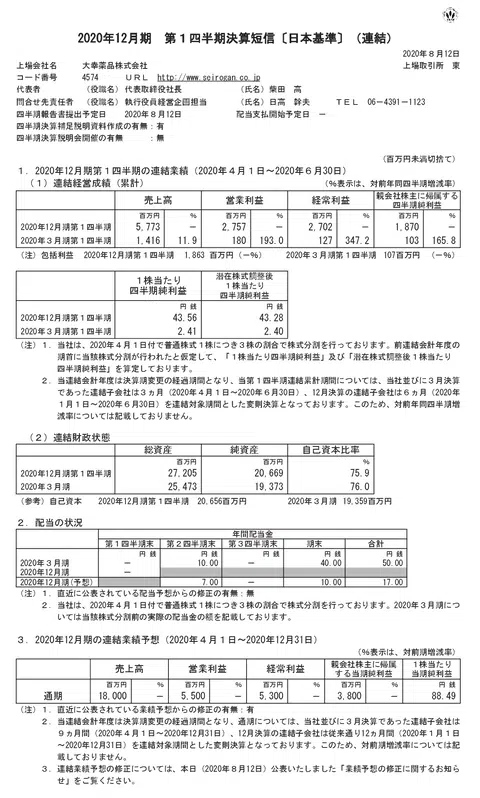 2020年12月期　第1四半期決算短信〔日本基準〕（連結）
2020年8月12日
上場会社名　大幸薬品株式会社　上場取引所　東
コード番号　4574　ＵＲＬ　http://www.seirogan.co.jp
代表者　（役職名）代表取締役社長　（氏名）柴田　高
問合せ先責任者　（役職名）執行役員経営企画担当　（氏名）日高　幹夫　ＴＥＬ　06－4391－1123
四半期報告書提出予定日　2020年8月12日　配当支払開始予定日　－
四半期決算補足説明資料作成の有無：有
四半期決算説明会開催の有無　：無
（百万円未満切捨て）
1．2020年12月期第1四半期の連結業績（2020年4月1日～2020年6月30日）
（1）連結経営成績（累計）　（％表示は、対前年同四半期増減率）
売上高　営業利益　経常利益　親会社株主に帰属する
四半期純利益
百万円　％　百万円　％　百万円　％　百万円　％
2020年12月期第1四半期　5,773　－　2,757　－　2,702　－　1,870　－
2020年3月期第1四半期　1,416　11.9　180　193.0　127　347.2　103　165.8
（注）包括利益　2020年12月期第1四半期　1,863 百万円（－％）　2020年3月期第1四半期　107百万円　（－％）
1株当たり
四半期純利益
潜在株式調整後
1株当たり
四半期純利益
円 銭　円 銭
2020年12月期第1四半期　43.56　43.28
2020年3月期第1四半期　2.41　2.40
（注）1．当社は、2020年4月1日付で普通株式1株につき3株の割合で株式分割を行っております。前連結会計年度の
期首に当該株式分割が行われたと仮定して、「1株当たり四半期純利益」及び「潜在株式調整後1株当たり
四半期純利益」を算定しております。
2．当連結会計年度は決算期変更の経過期間となり、当第1四半期連結累計期間については、当社並びに3月決算
であった連結子会社は3ヵ月（2020年4月1日～2020年6月30日）、12月決算の連結子会社は6ヵ月（2020年
1月1日～2020年6月30日）を連結対象期間とした変則決算となっております。このため、対前年同四半期増
減率については記載しておりません。
（2）連結財政状態
総資産　純資産　自己資本比率
百万円　百万円　％
2020年12月期第1四半期　27,205　20,669　75.9
2020年3月期　25,473　19,373　76.0
（参考）自己資本　2020年12月期第1四半期　20,656百万円　2020年3月期　19,359百万円
2．配当の状況
年間配当金
第1四半期末　第2四半期末　第3四半期末　期末　合計
円 銭　円 銭　円 銭　円 銭　円 銭
2020年3月期　－　10.00　－　40.00　50.00
2020年12月期　－
2020年12月期(予想)　7.00　－　10.00　17.00
（注）1．直近に公表されている配当予想からの修正の有無：無
2．当社は、2020年4月1日付で普通株式1株につき3株の割合で株式分割を行っております。2020年3月期につい
ては当該株式分割前の実際の配当金の額を記載しております。
3．2020年12月期の連結業績予想（2020年4月1日～2020年12月31日）
（％表示は、対前期増減率）
売上高　営業利益　経常利益　親会社株主に帰属
する当期純利益　1株当たり
当期純利益
百万円　％　百万円　％　百万円　％　百万円　％　円 銭
通期　18,000　－　5,500　－　5,300　－　3,800　－　88.49
（注）1．直近に公表されている業績予想からの修正の有無：有
2．当連結会計年度は決算期変更の経過期間となり、通期については、当社並びに3月決算であった連結子会社は
9ヵ月間（2020年4月1日～2020年12月31日）、12月決算の連結子会社は従来通り12ヵ月間（2020年1月1日
～2020年12月31日）を連結対象期間とした変則決算となっております。このため、対前期増減率については記
載しておりません。
3．連結業績予想の修正については、本日（2020年8月12日）公表いたしました「業績予想の修正に関するお知ら
せ」をご覧ください。